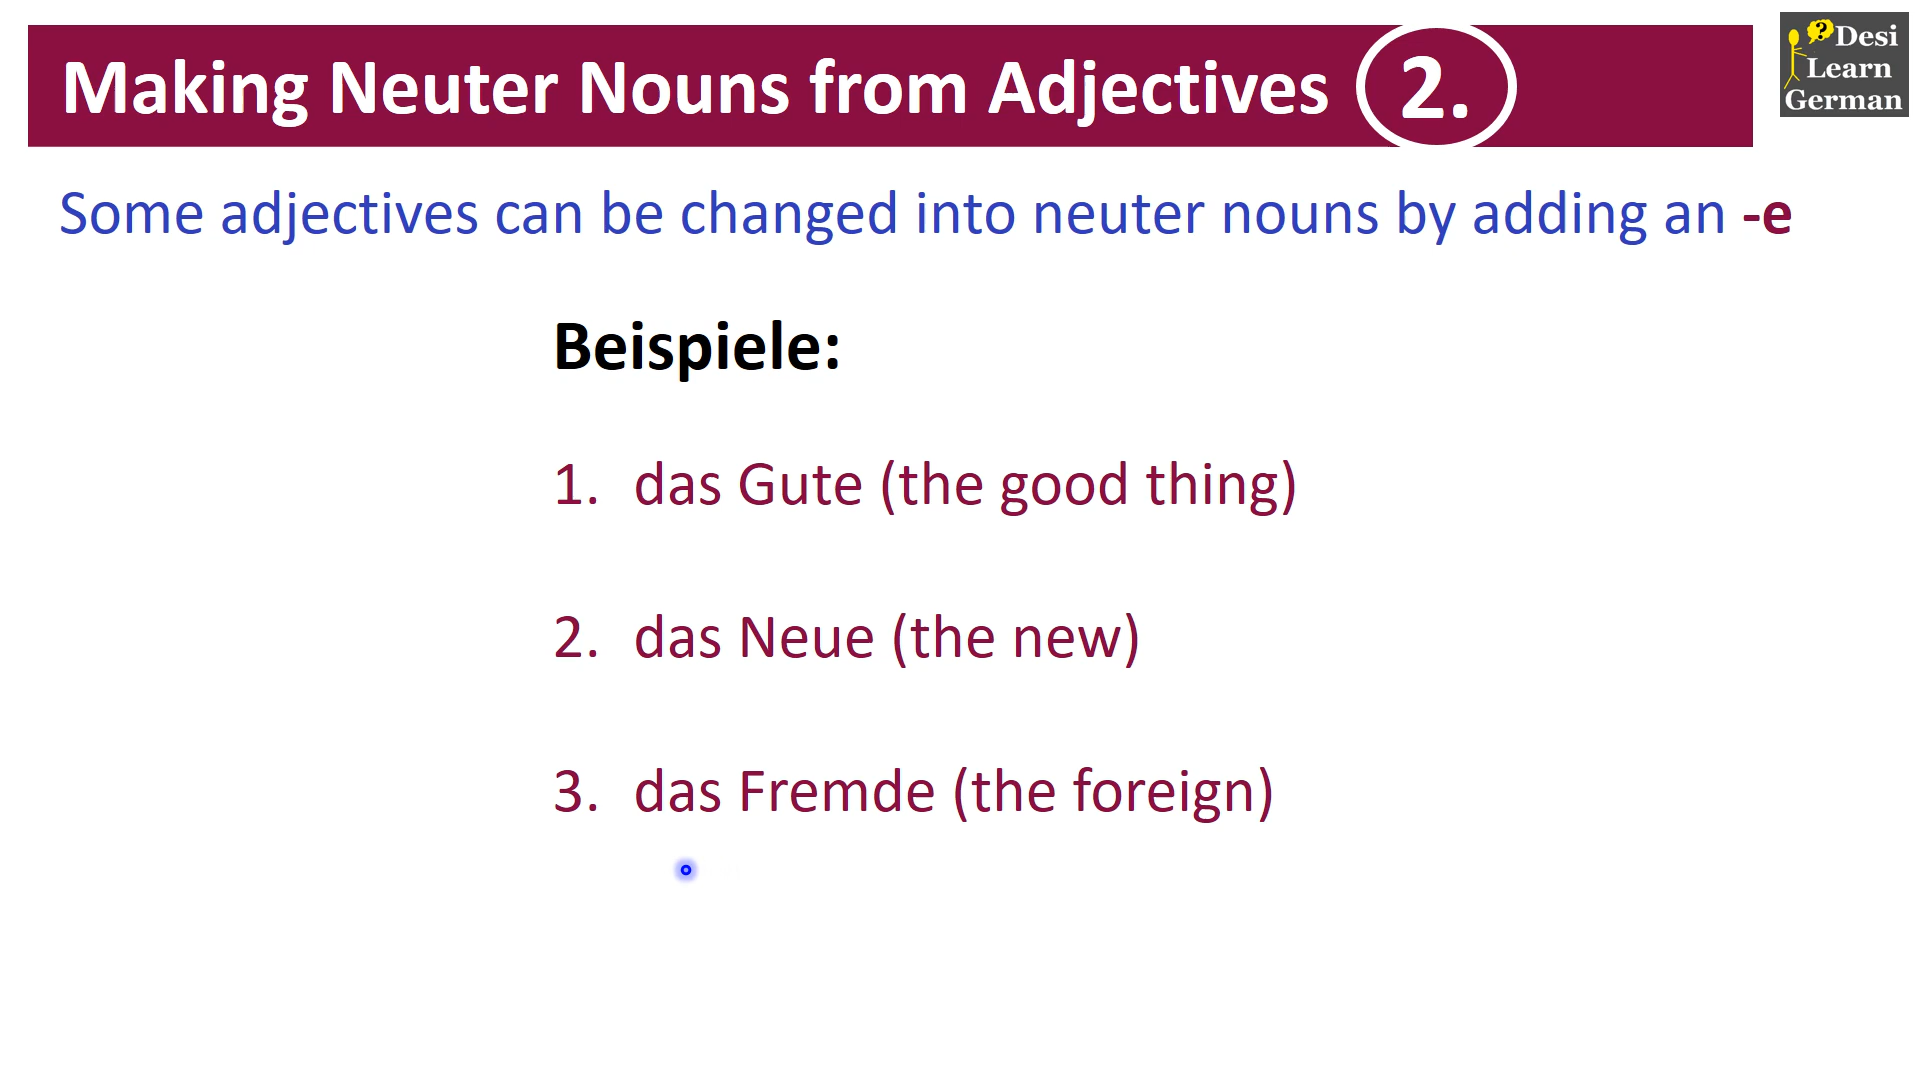 Making Neuter Nouns from Adjectives 2.
? Desi
Learn
German
Some adjectives can be changed into neuter nouns by adding an -e
Beispiele:
1. das Gute (the good thing)
2. das Neue (the new)
3. das Fremde (the foreign)